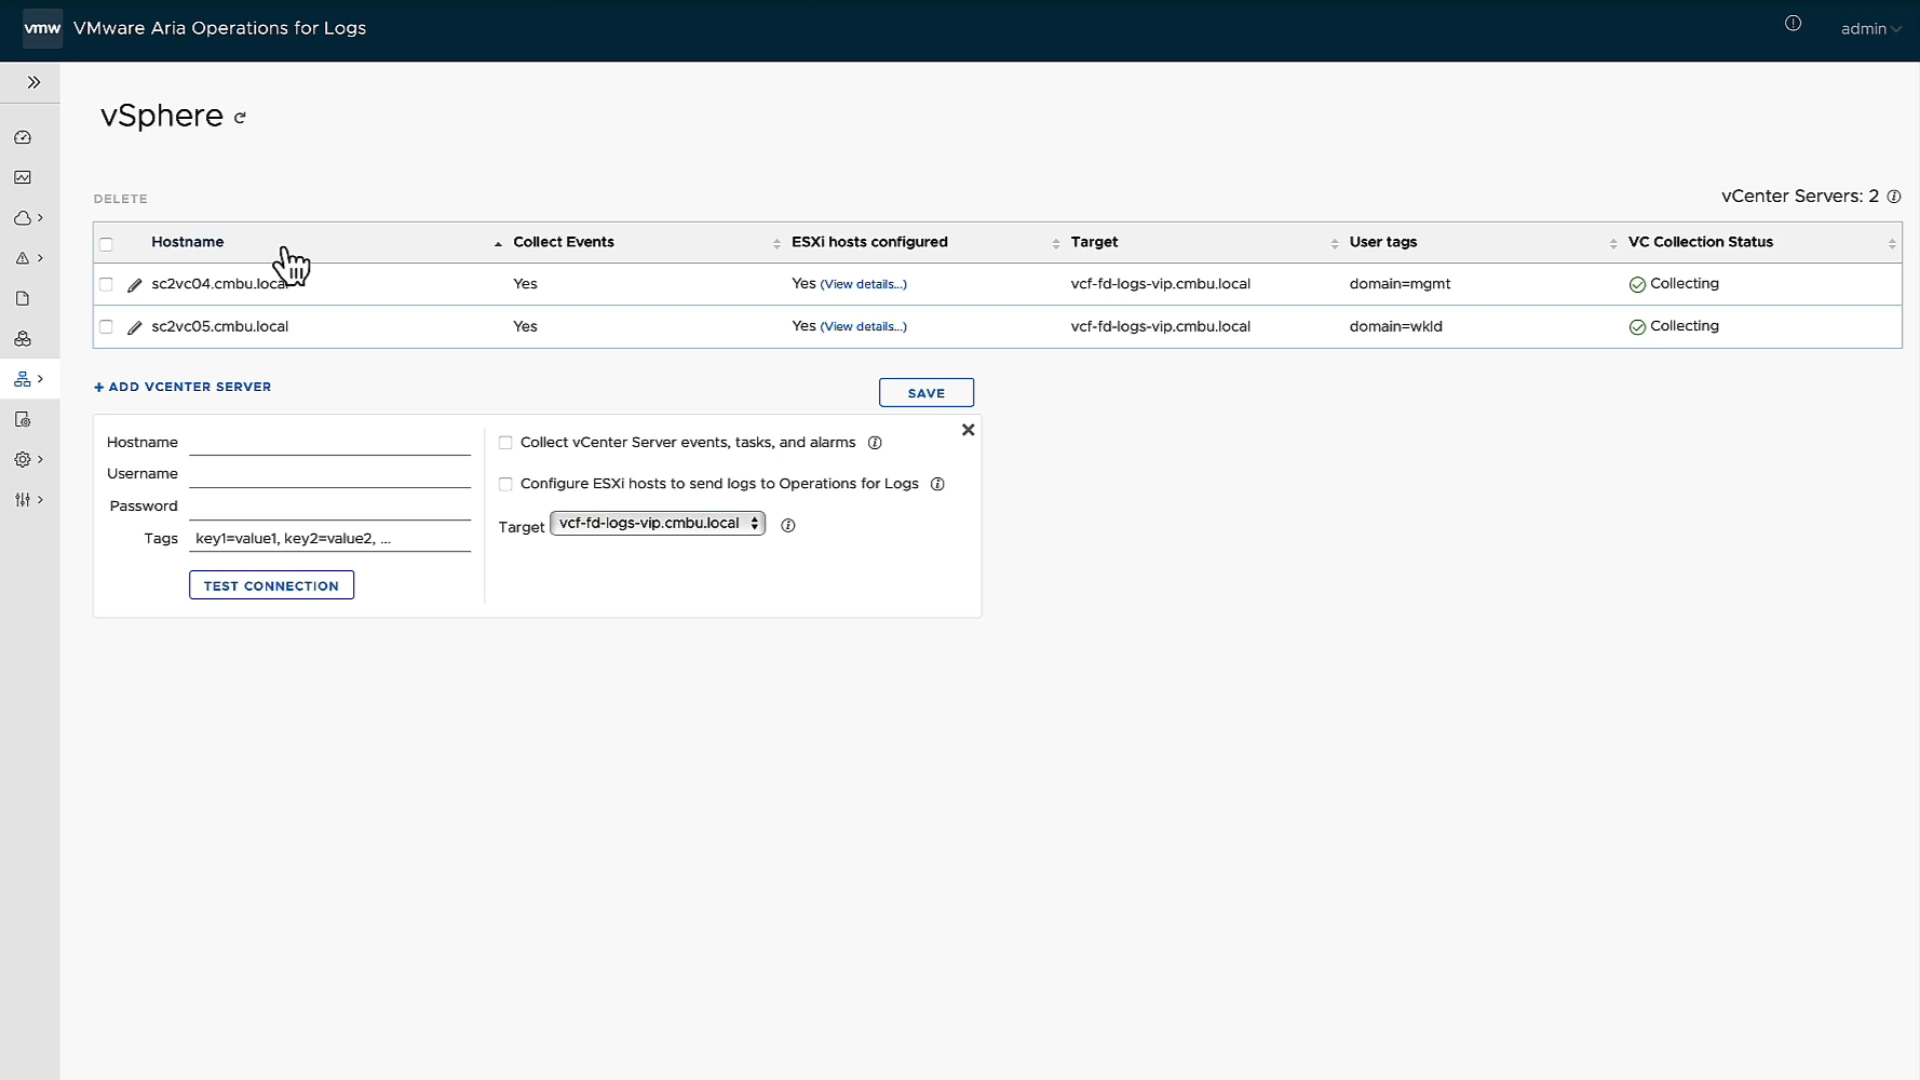 vmw VMware Aria Operations for Logs
admin
vSphere
DELETE
vCenter Servers: 2
Hostname Collect Events ESXi hosts configured Target User tags VC Collection Status
sc2vc04.cmbu.local Yes Yes (View details...) vcf-fd-logs-vip.cmbu.local domain=mgmt Collecting
sc2vc05.cmbu.local Yes Yes (View details...) vcf-fd-logs-vip.cmbu.local domain=wkld Collecting
+ ADD VCENTER SERVER
SAVE
Hostname
Username
Password
Tags key1=value1, key2=value2, ...
TEST CONNECTION
Collect vCenter Server events, tasks, and alarms
Configure ESXi hosts to send logs to Operations for Logs
Target vcf-fd-logs-vip.cmbu.local